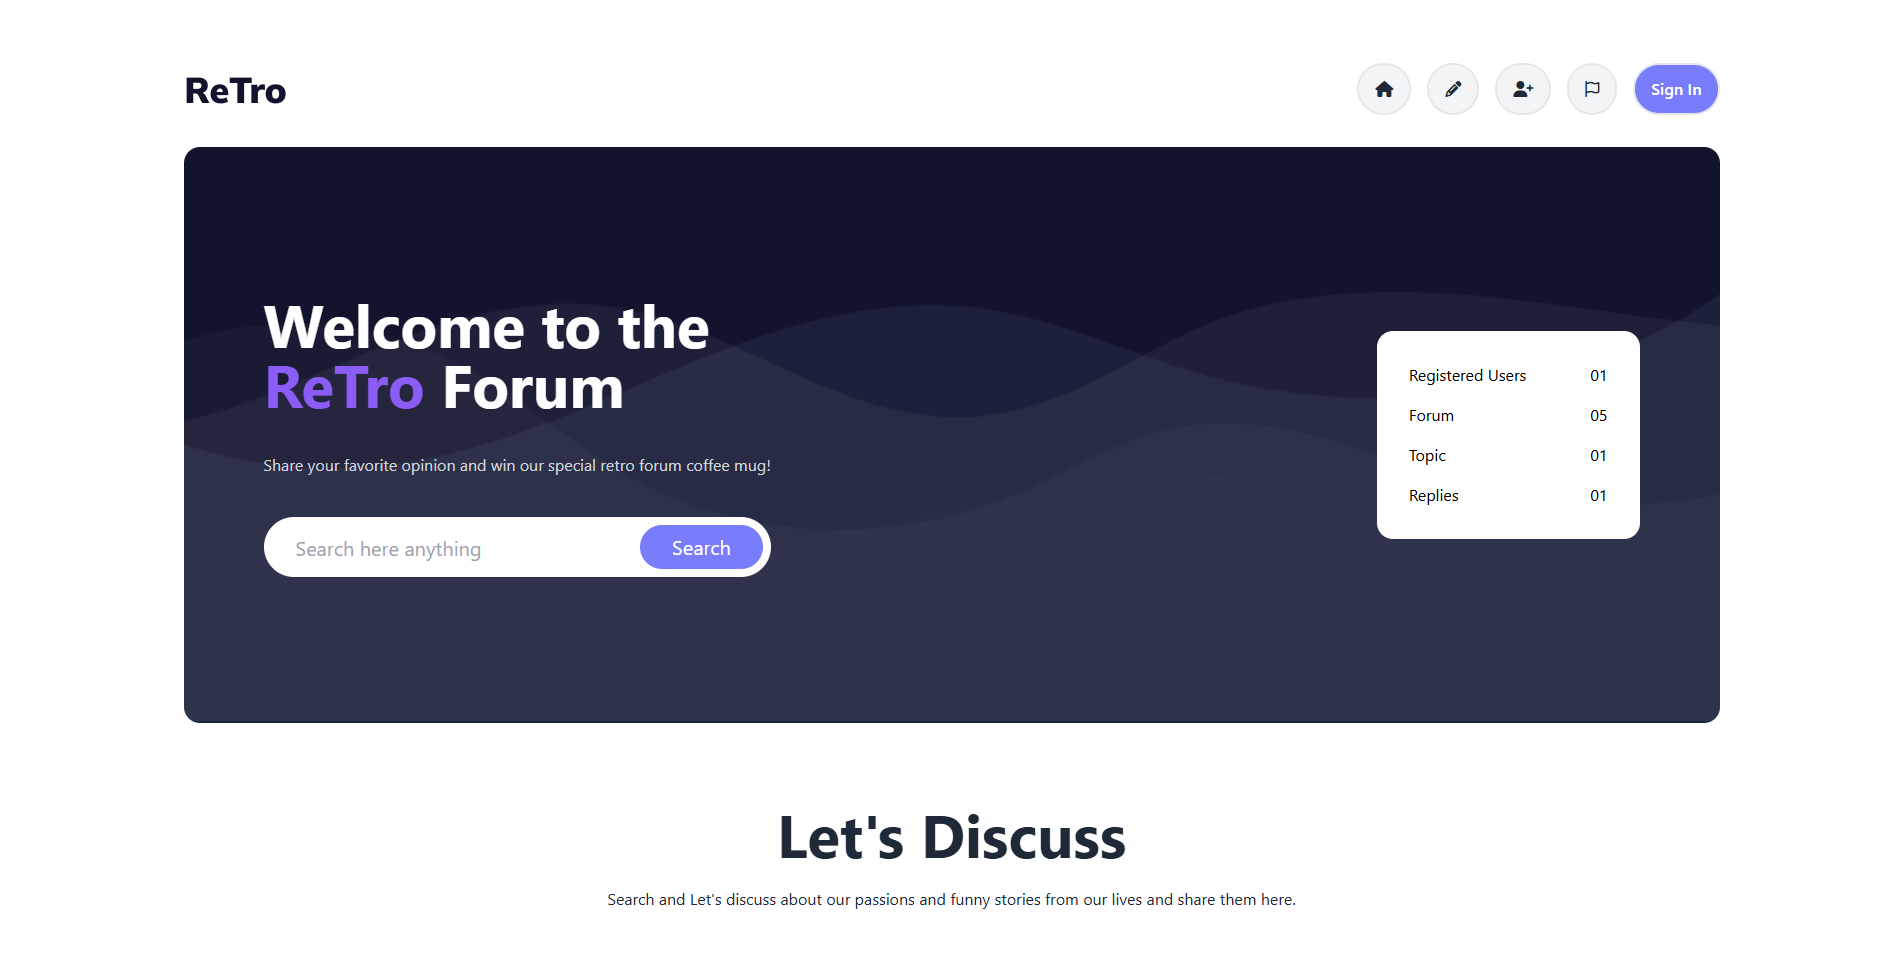 ReTro
Sign In
Welcome to the
ReTro Forum
Share your favorite opinion and win our special retro forum coffee mug!
Search here anything
Search
Registered Users 01
Forum 05
Topic 01
Replies 01
Let's Discuss
Search and Let's discuss about our passions and funny stories from our lives and share them here.